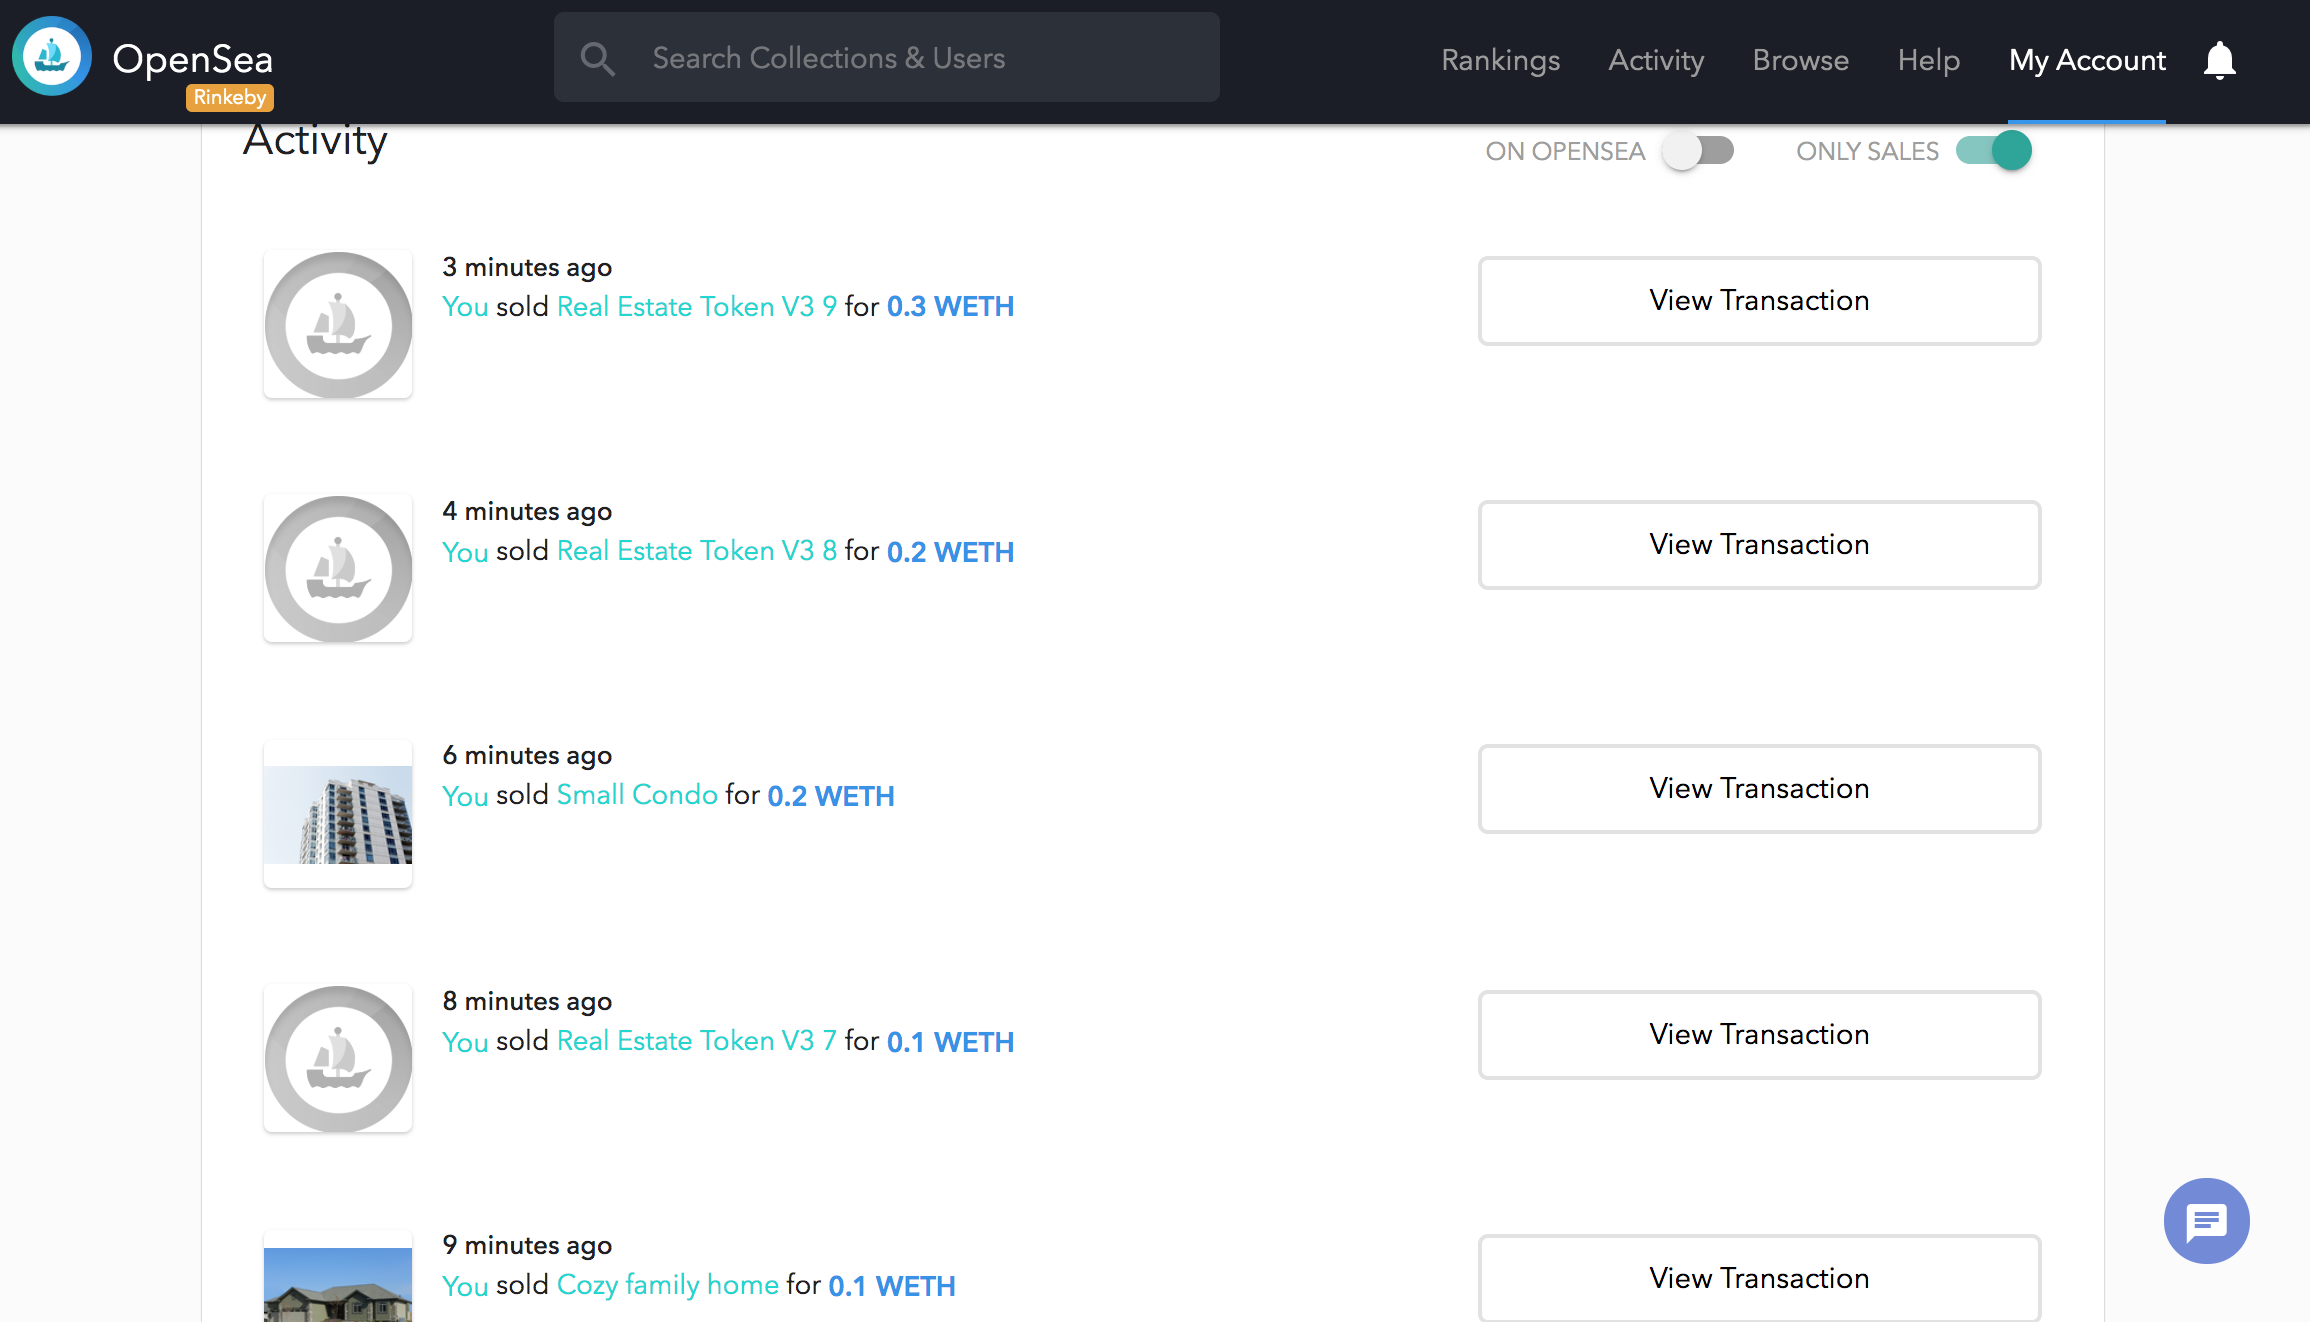 OpenSea
Rinkeby
Search Collections & Users
Rankings Activity Browse Help My Account
Activity
ON OPENSEA ONLY SALES
3 minutes ago
You sold Real Estate Token V3 9 for 0.3 WETH
View Transaction
4 minutes ago
You sold Real Estate Token V3 8 for 0.2 WETH
View Transaction
6 minutes ago
You sold Small Condo for 0.2 WETH
View Transaction
8 minutes ago
You sold Real Estate Token V3 7 for 0.1 WETH
View Transaction
9 minutes ago
You sold Cozy family home for 0.1 WETH
View Transaction